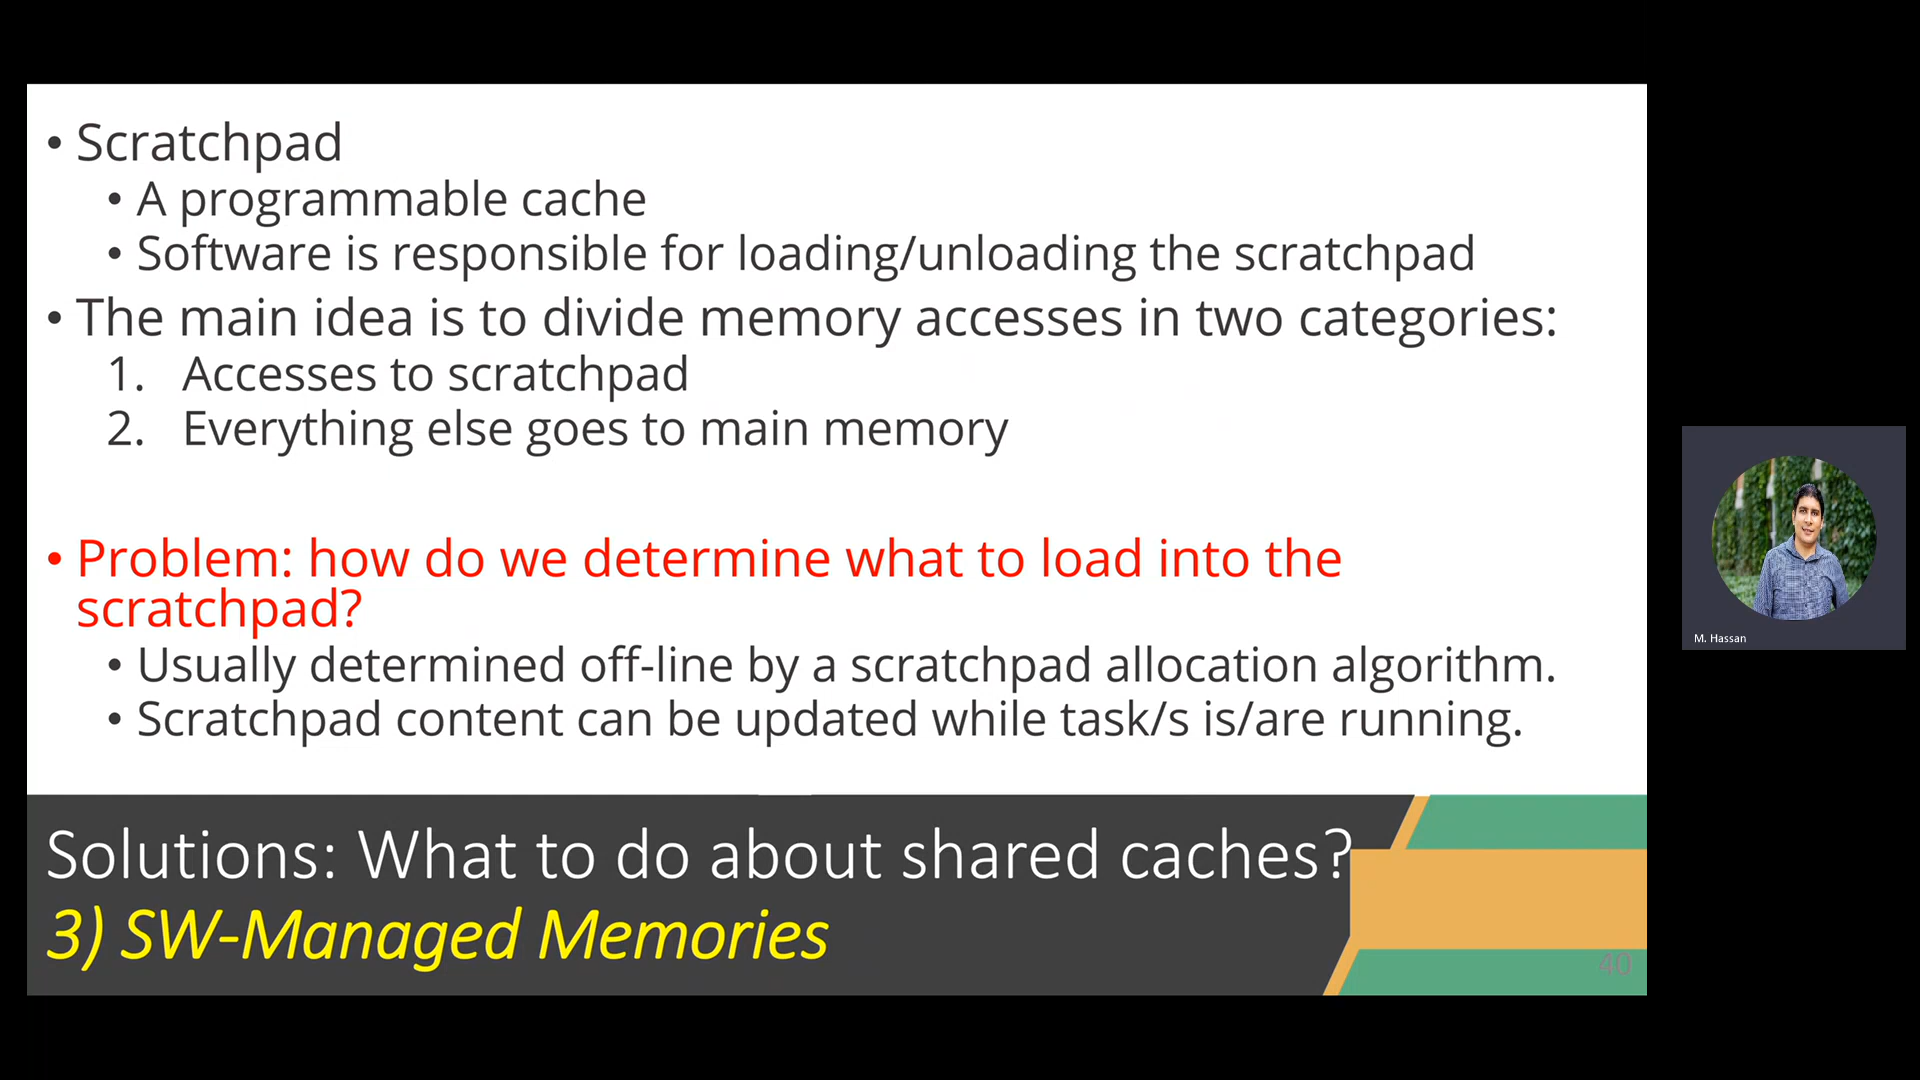 • Scratchpad
• A programmable cache
• Software is responsible for loading/unloading the scratchpad
• The main idea is to divide memory accesses in two categories:
1. Accesses to scratchpad
2. Everything else goes to main memory
• Problem: how do we determine what to load into the
scratchpad?
• Usually determined off-line by a scratchpad allocation algorithm.
• Scratchpad content can be updated while task/s is/are running.
Solutions: What to do about shared caches?
3) SW-Managed Memories
40
M. Hassan